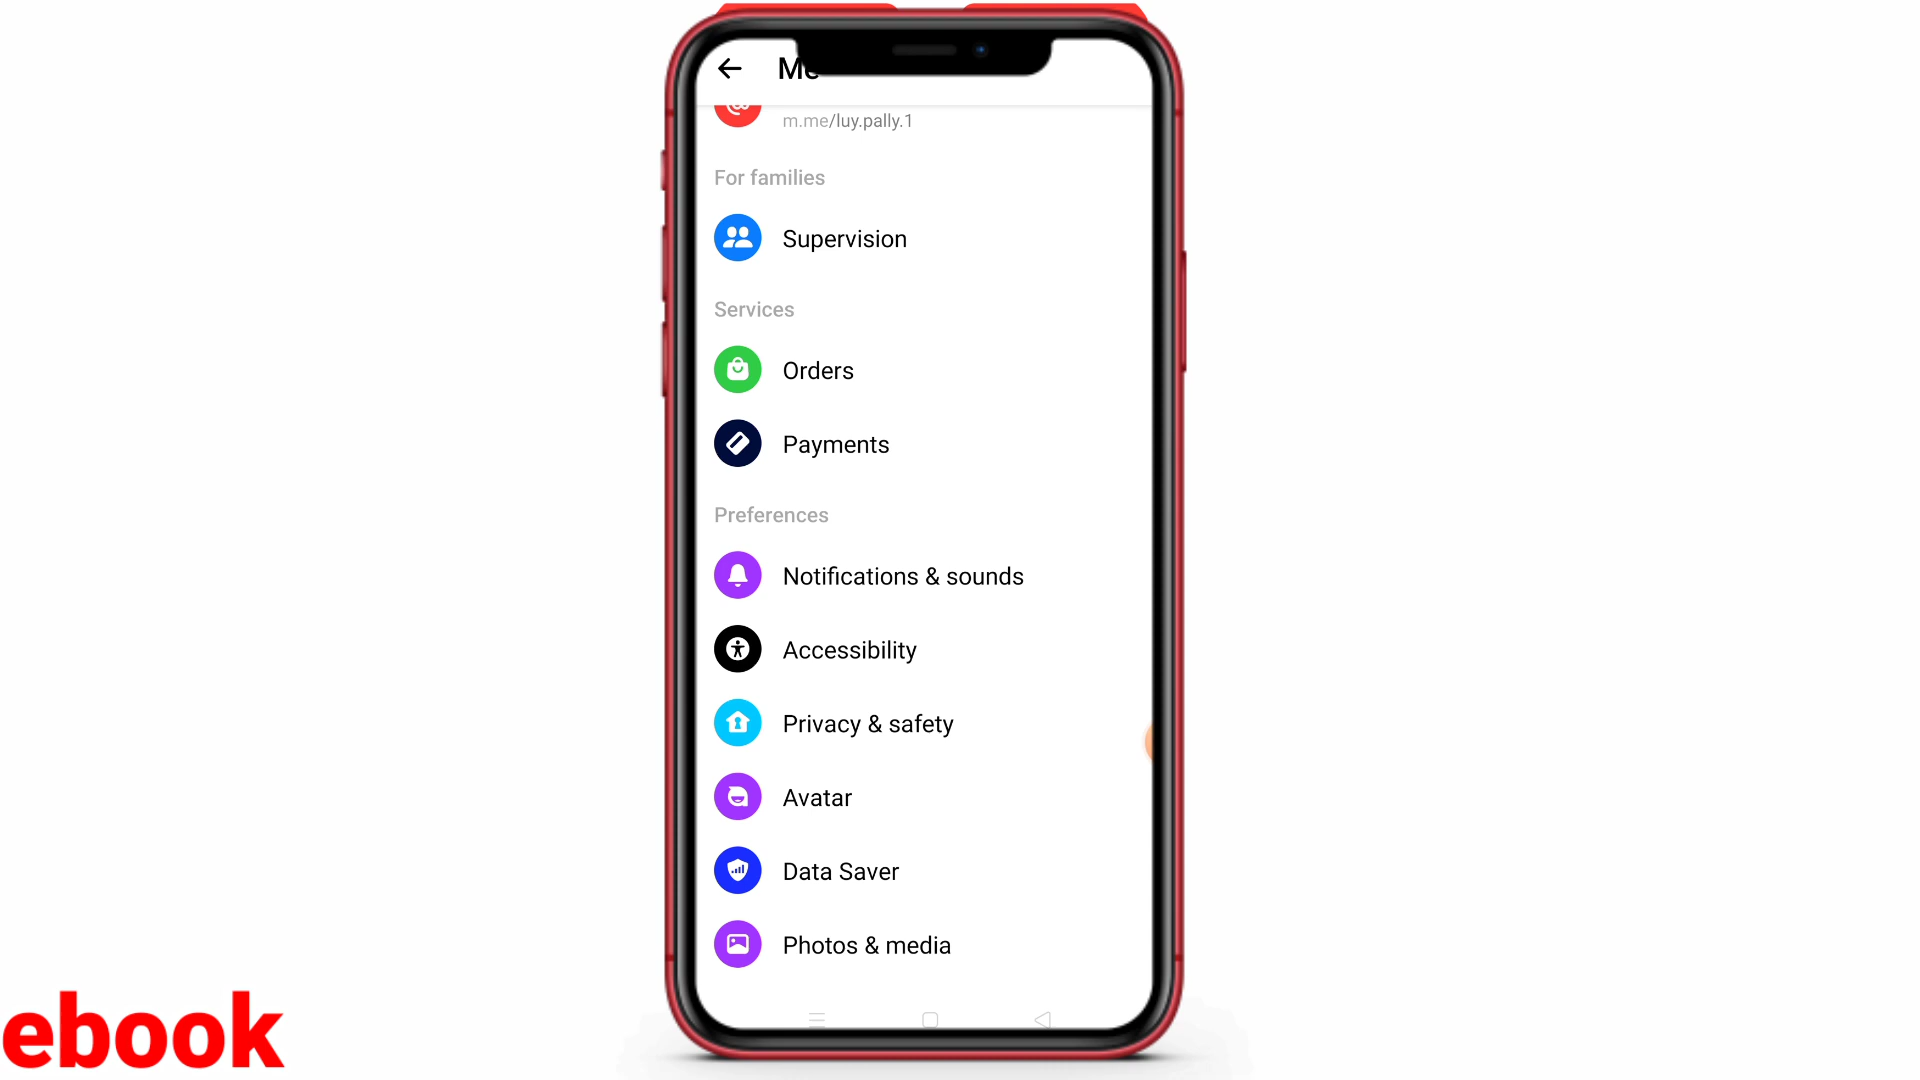 Me
m.me/luy.pally.1
For families
Supervision
Services
Orders
Payments
Preferences
Notifications & sounds
Accessibility
Privacy & safety
Avatar
Data Saver
Photos & media
ebook